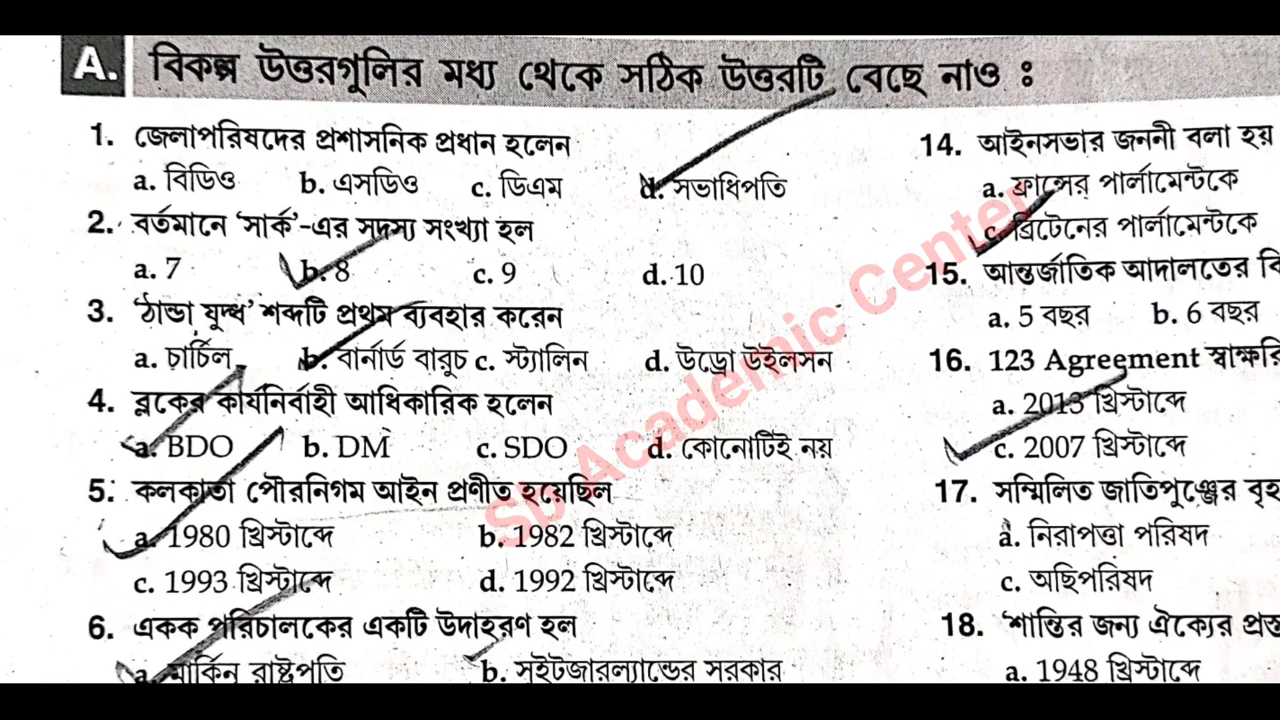 A. বিকল্প উত্তরগুলির মধ্য থেকে সঠিক উত্তরটি বেছে নাও ঃ
1. জেলাপরিষদের প্রশাসনিক প্রধান হলেন
a. বিডিও b. এসডিও c. ডিএম d. সভাধিপতি
2. বর্তমানে 'সার্ক'-এর সদস্য সংখ্যা হল
a. 7 b. 8 c. 9 d. 10
3. 'ঠান্ডা যুদ্ধ' শব্দটি প্রথম ব্যবহার করেন
a. চার্চিল b. বার্নার্ড বারুচ c. স্ট্যালিন d. উড্রো উইলসন
4. ব্লকের কার্যনির্বাহী আধিকারিক হলেন
a. BDO b. DM c. SDO d. কোনোটিই নয়
5. কলকাতা পৌরনিগম আইন প্রণীত হয়েছিল
a. 1980 খ্রিস্টাব্দে b. 1982 খ্রিস্টাব্দে
c. 1993 খ্রিস্টাব্দে d. 1992 খ্রিস্টাব্দে
6. একক পরিচালকের একটি উদাহরণ হল
a. মার্কিন রাষ্ট্রপতি b. সুইটজারল্যান্ডের সরকার
14. আইনসভার জননী বলা হয়
a. ফ্রান্সের পার্লামেন্টকে
c. ব্রিটেনের পার্লামেন্টকে
15. আন্তর্জাতিক আদালতের বি
a. 5 বছর b. 6 বছর
16. 123 Agreement স্বাক্ষরি
a. 2013 খ্রিস্টাব্দে
c. 2007 খ্রিস্টাব্দে
17. সম্মিলিত জাতিপুঞ্জের বৃহ
a. নিরাপত্তা পরিষদ
c. অছিপরিষদ
18. 'শান্তির জন্য ঐক্যের প্রস্ত
a. 1948 খ্রিস্টাব্দে
Sb Academic Center